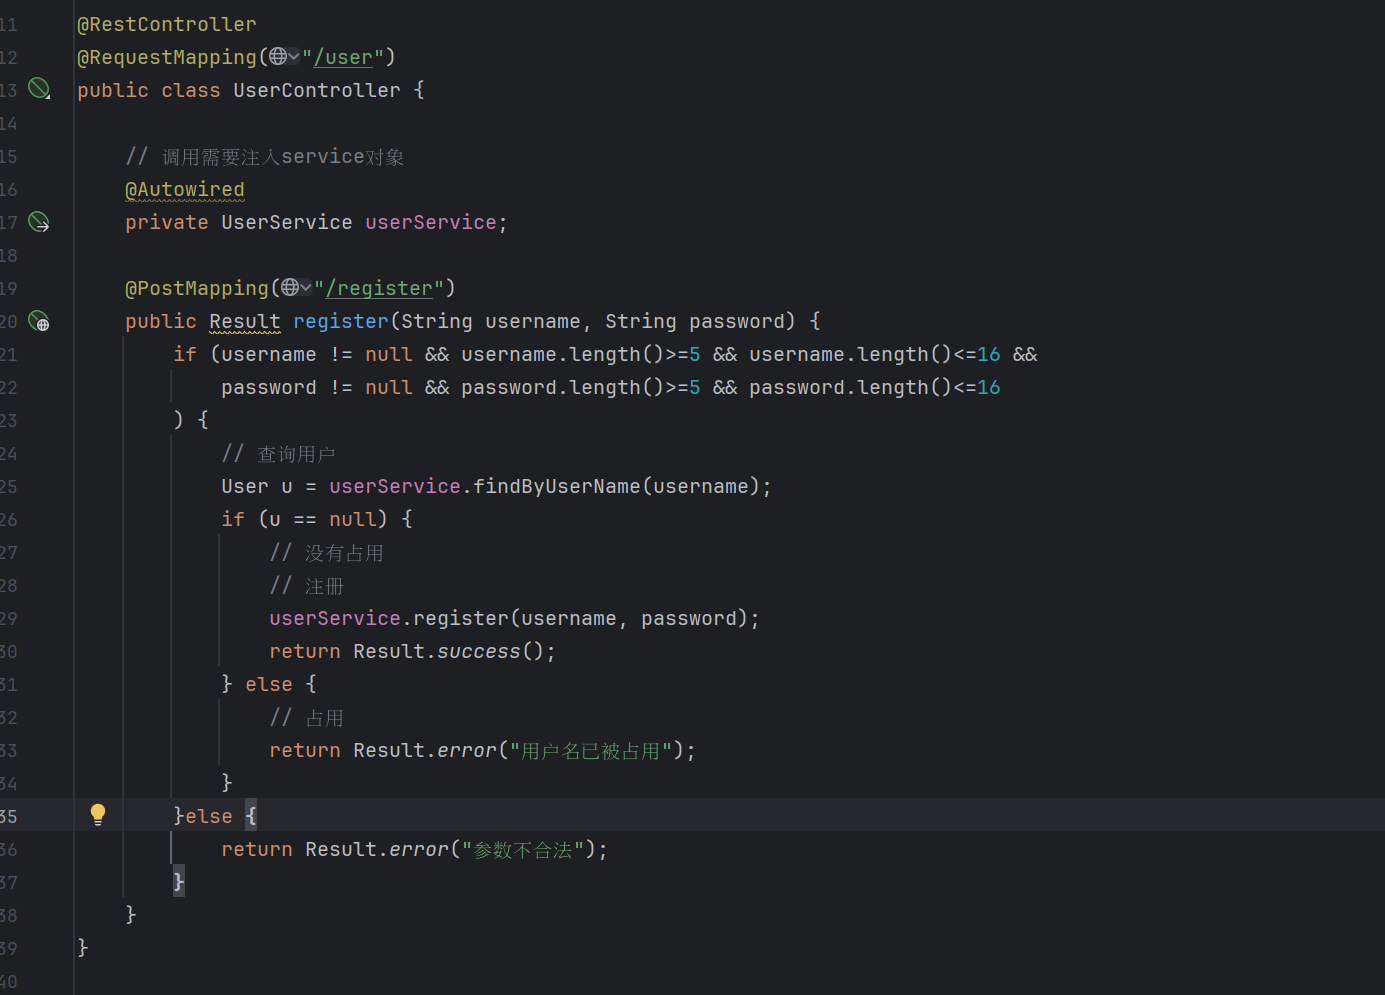 11 @RestController
12 @RequestMapping("/user")
13 public class UserController {
14
15 // 调用需要注入service对象
16 @Autowired
17 private UserService userService;
18
19 @PostMapping("/register")
20 public Result register(String username, String password) {
21 if (username != null && username.length()>=5 && username.length()<=16 &&
22 password != null && password.length()>=5 && password.length()<=16
23 ) {
24 // 查询用户
25 User u = userService.findByUserName(username);
26 if (u == null) {
27 // 没有占用
28 // 注册
29 userService.register(username, password);
30 return Result.success();
31 } else {
32 // 占用
33 return Result.error("用户名已被占用");
34 }
35 }else {
36 return Result.error("参数不合法");
37 }
38 }
39 }
40